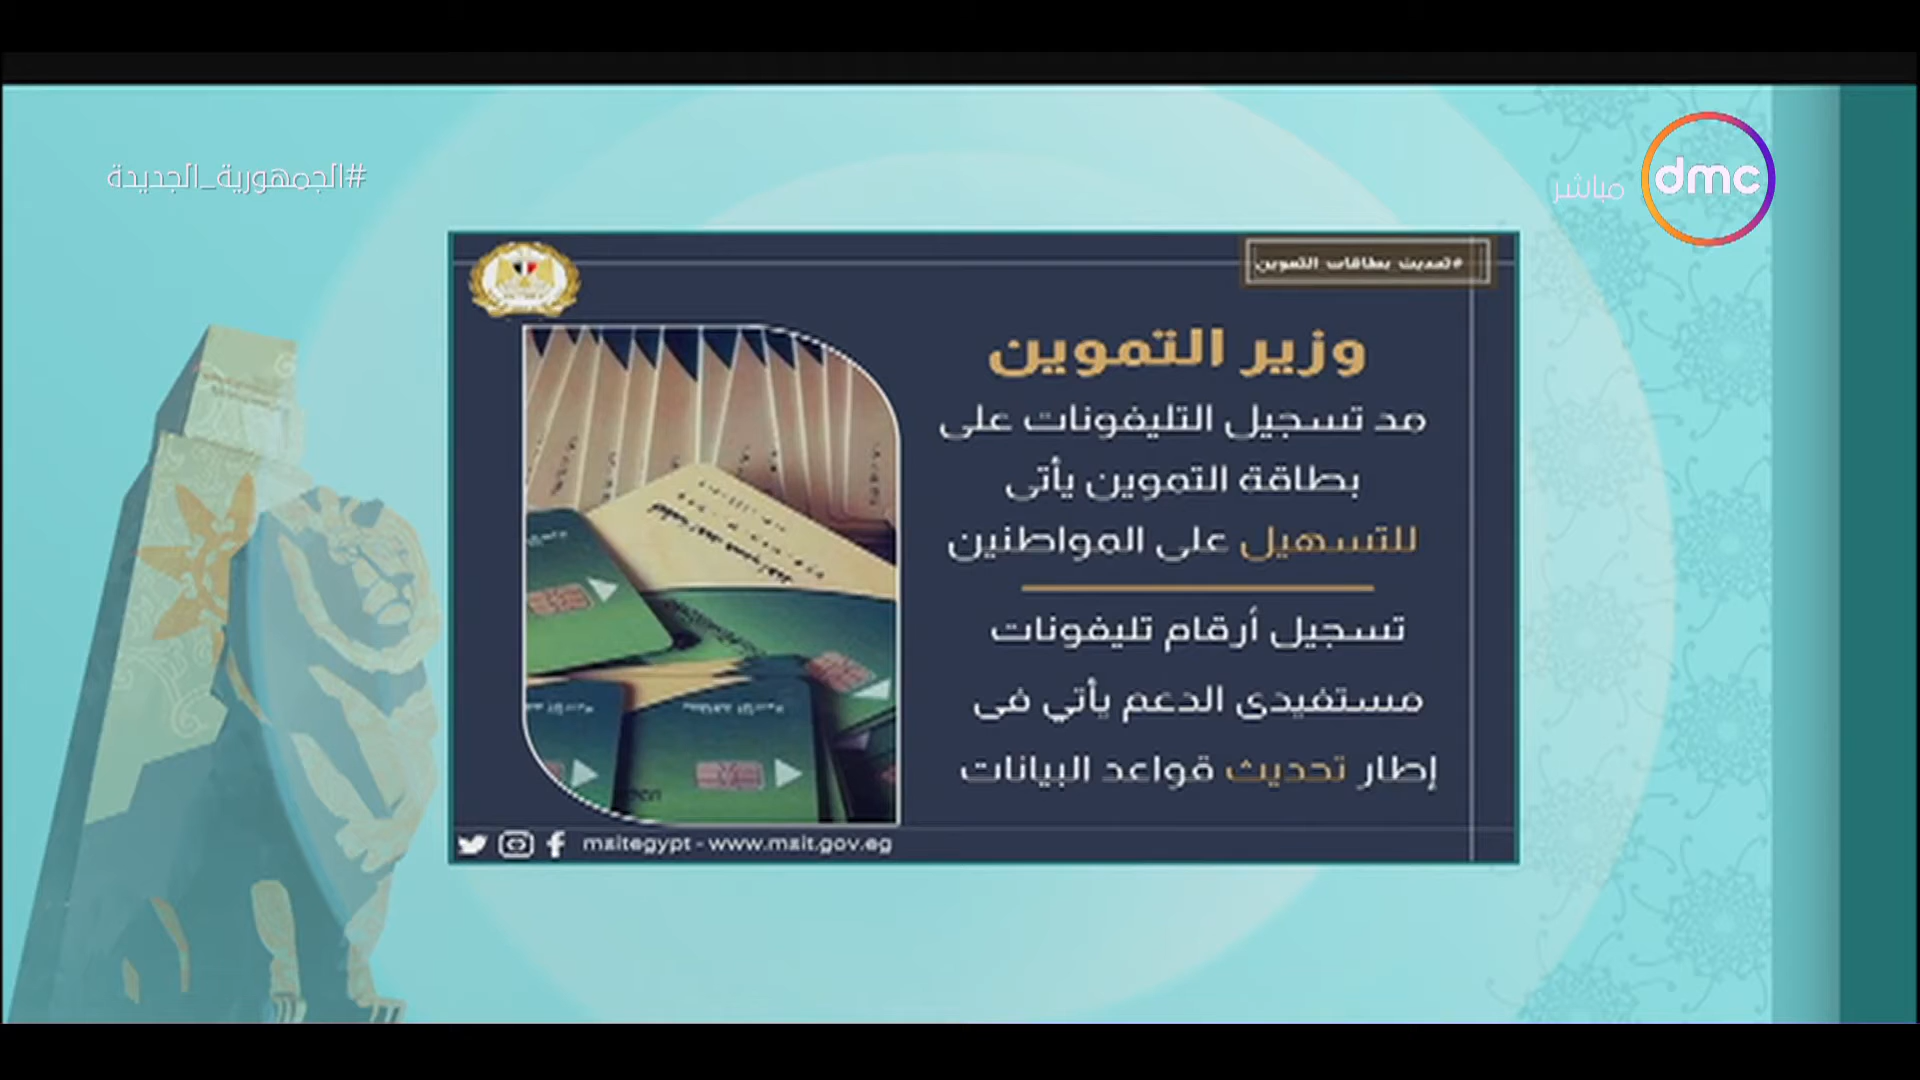 #الجمهورية_الجديدة
مباشر
dmc
#تحديث بطاقات التموين
وزير التموين
مد تسجيل التليفونات على
بطاقة التموين يأتى
للتسهيل على المواطنين
تسجيل أرقام تليفونات
مستفيدى الدعم يأتي فى
إطار تحديث قواعد البيانات
msitegypt - www.msit.gov.eg